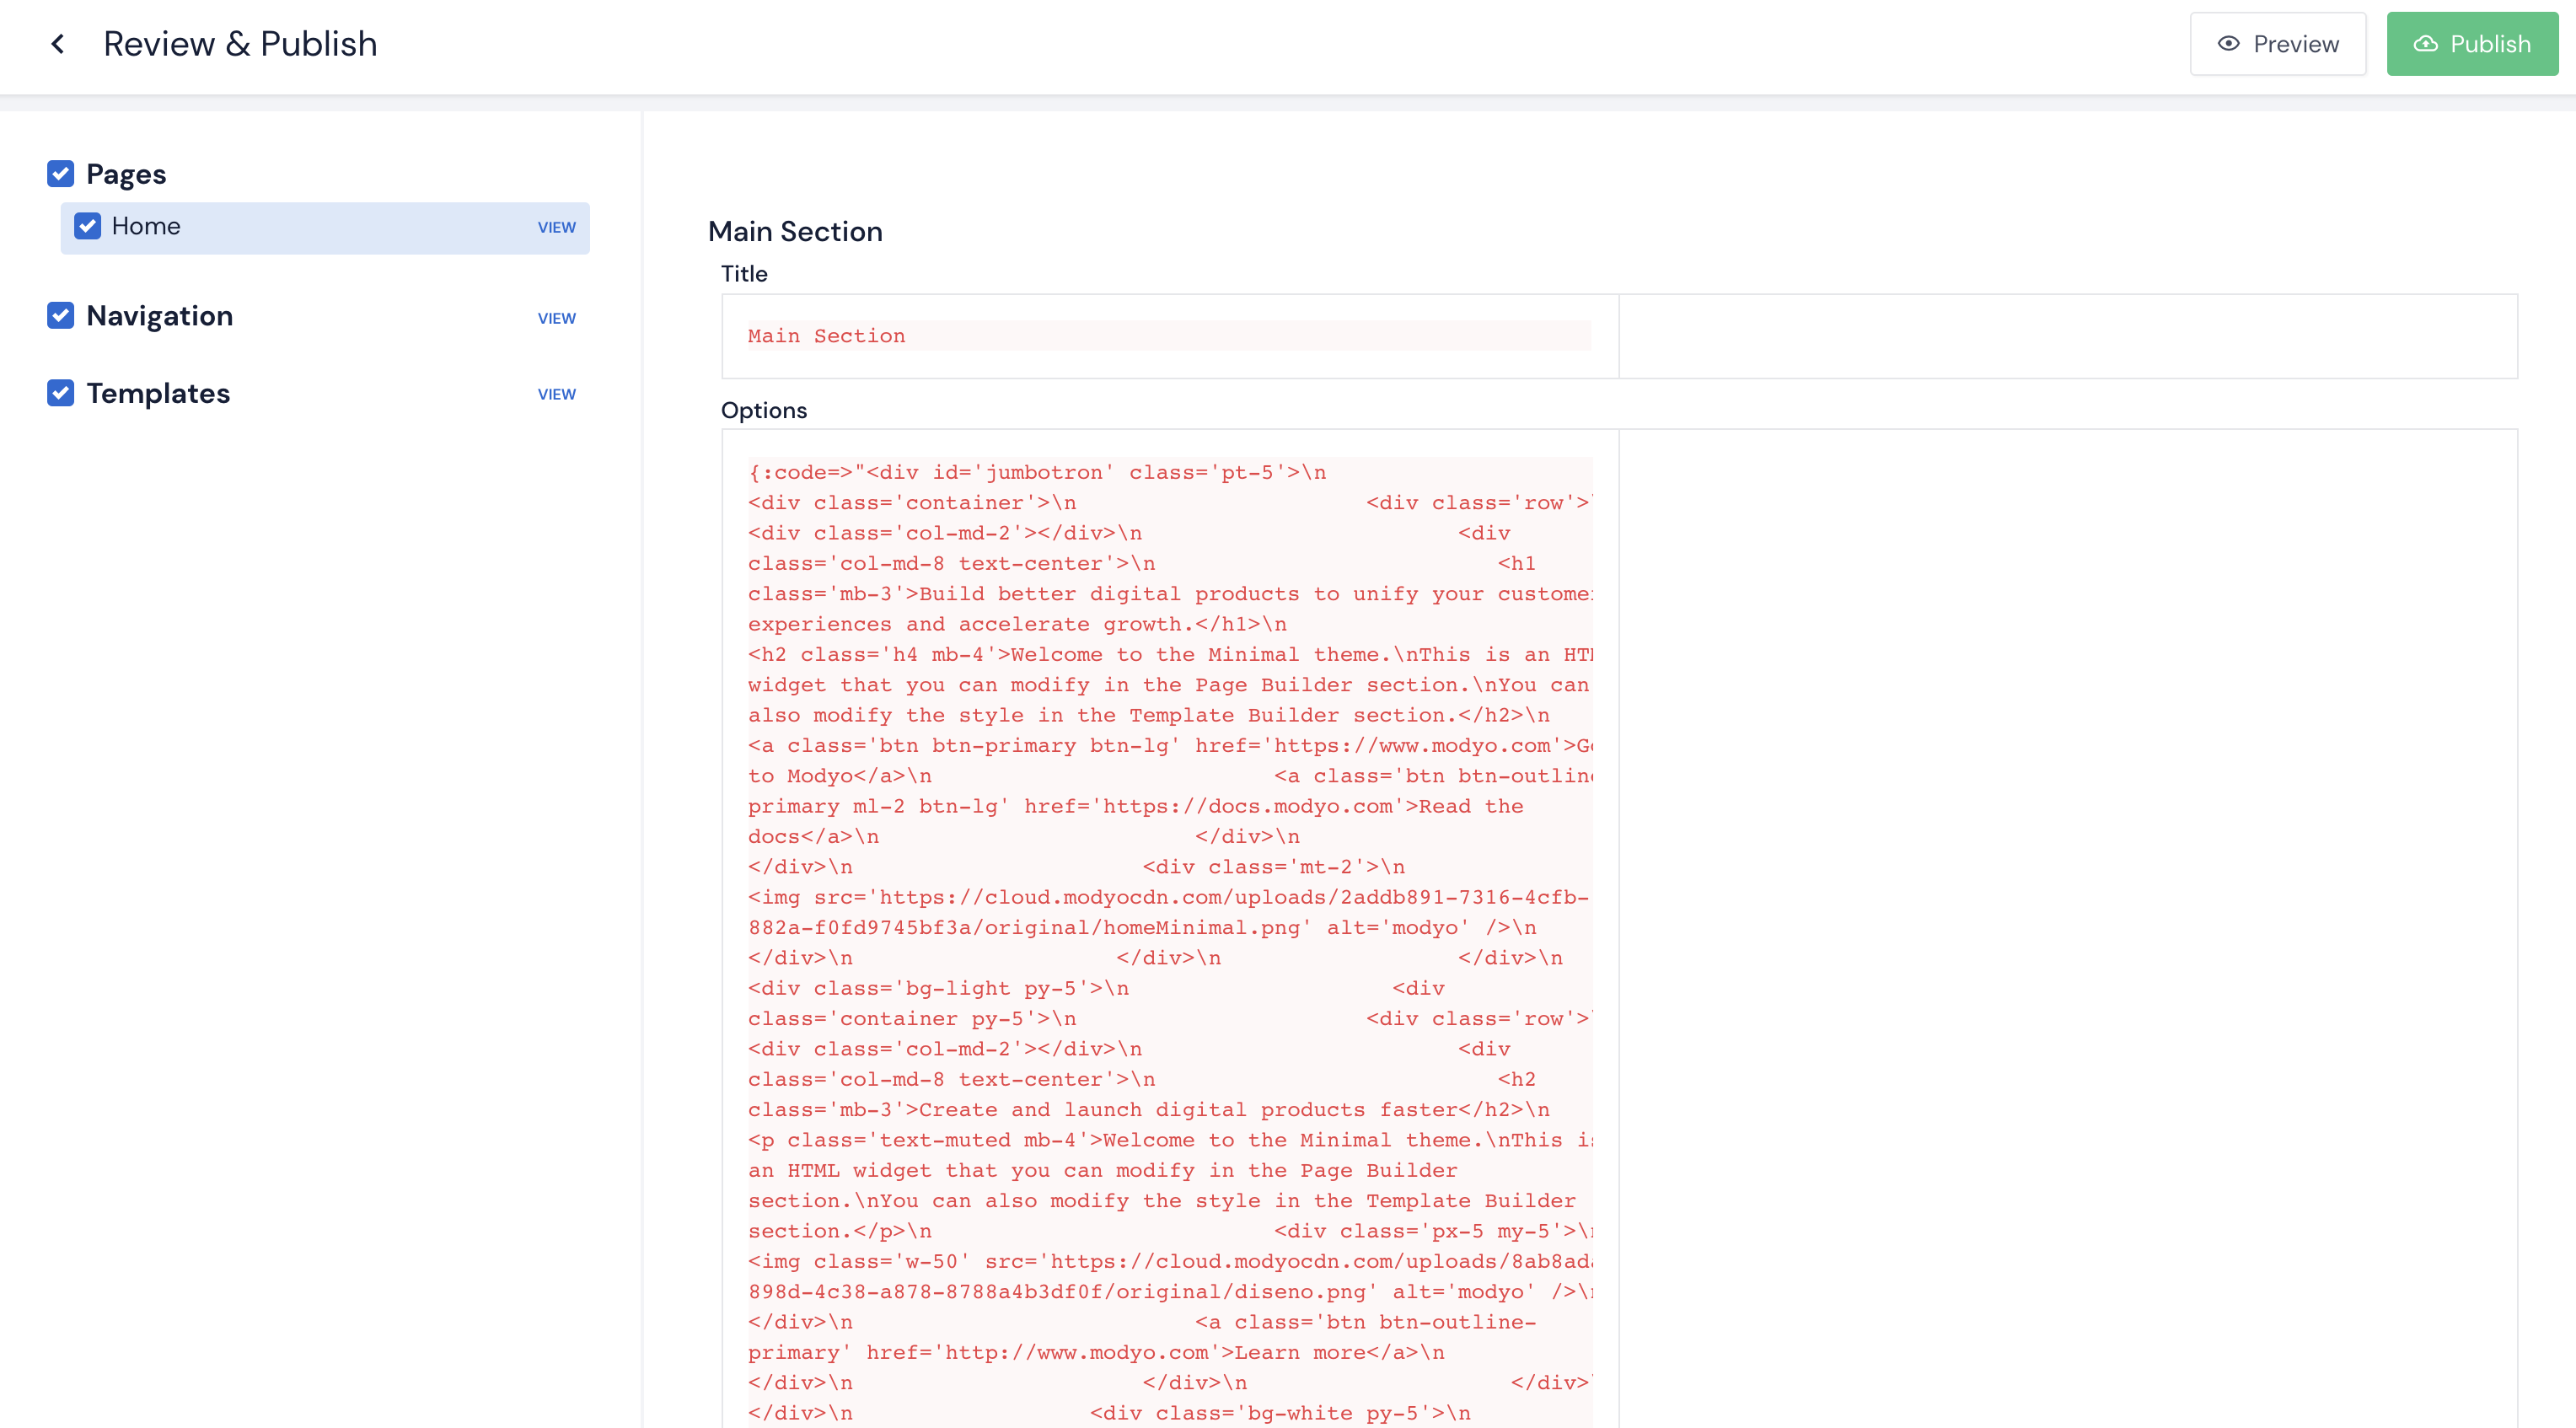 Review & Publish
Preview
Publish
Pages
Home VIEW
Navigation VIEW
Templates VIEW
Main Section
Title
Main Section
Options
{:code=>"<div id='jumbotron' class='pt-5'>\n
<div class='container'>\n <div class='row'>
<div class='col-md-2'></div>\n <div
class='col-md-8 text-center'>\n <h1
class='mb-3'>Build better digital products to unify your
experiences and accelerate growth.</h1>\n
<h2 class='h4 mb-4'>Welcome to the Minimal theme.\nThis is an
widget that you can modify in the Page Builder section.\nYou can
also modify the style in the Template Builder section.</h2>\n
<a class='btn btn-primary btn-lg' href='https://www.modyo.com'>
to Modyo</a>\n <a class='btn
primary ml-2 btn-lg' href='https://docs.modyo.com'>Read the
docs</a>\n </div>\n
</div>\n <div class='mt-2'>\n
<img src='https://cloud.modyocdn.com/uploads/2addb891-7316-4cfb-
882a-f0fd9745bf3a/original/homeMinimal.png' alt='modyo' />\n
</div>\n </div>\n </div>\n
<div class='bg-light py-5'>\n <div
class='container py-5'>\n <div class='row'>
<div class='col-md-2'></div>\n <div
class='col-md-8 text-center'>\n <h2
class='mb-3'>Create and launch digital products faster</h2>\n
<p class='text-muted mb-4'>Welcome to the Minimal theme.\nThis
an HTML widget that you can modify in the Page Builder
section.\nYou can also modify the style in the Template Builder
section.</p>\n <div class='px-5 my-5'>
<img class='w-50' src='https://cloud.modyocdn.com/uploads/8ab8ad
898d-4c38-a878-8788a4b3df0f/original/diseno.png' alt='modyo' />
</div>\n <a class='btn btn-outline-
primary' href='http://www.modyo.com'>Learn more</a>\n
</div>\n </div>\n </div>
</div>\n <div class='bg-white py-5'>\n